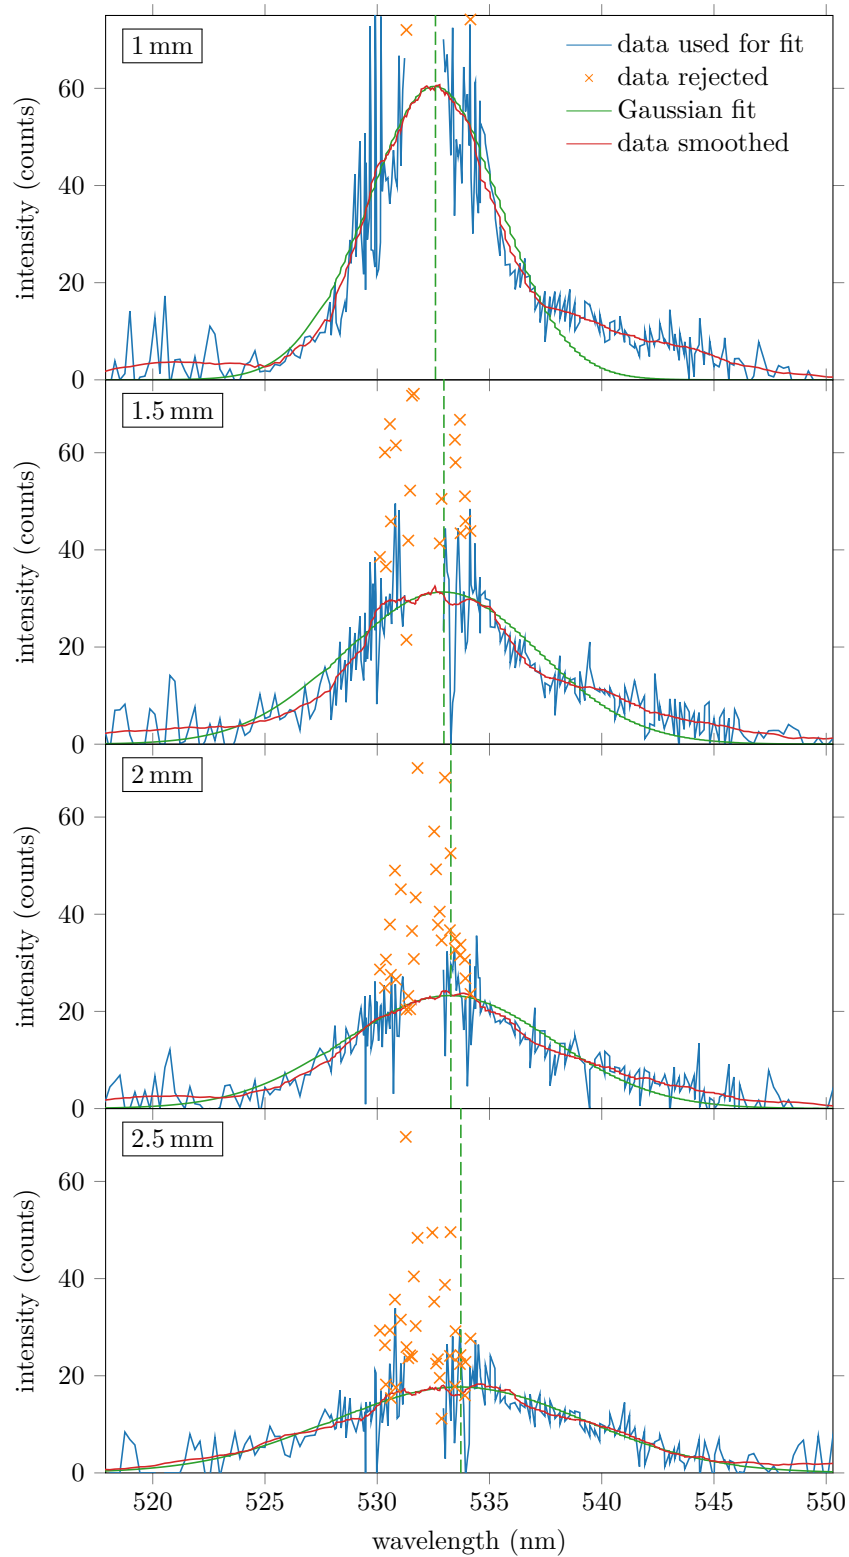 1 mm
data used for fit
data rejected
Gaussian fit
data smoothed
60
40
20
0
intensity (counts)
1.5 mm
60
40
20
0
intensity (counts)
2 mm
60
40
20
0
intensity (counts)
2.5 mm
60
40
20
0
intensity (counts)
520 525 530 535 540 545 550
wavelength (nm)